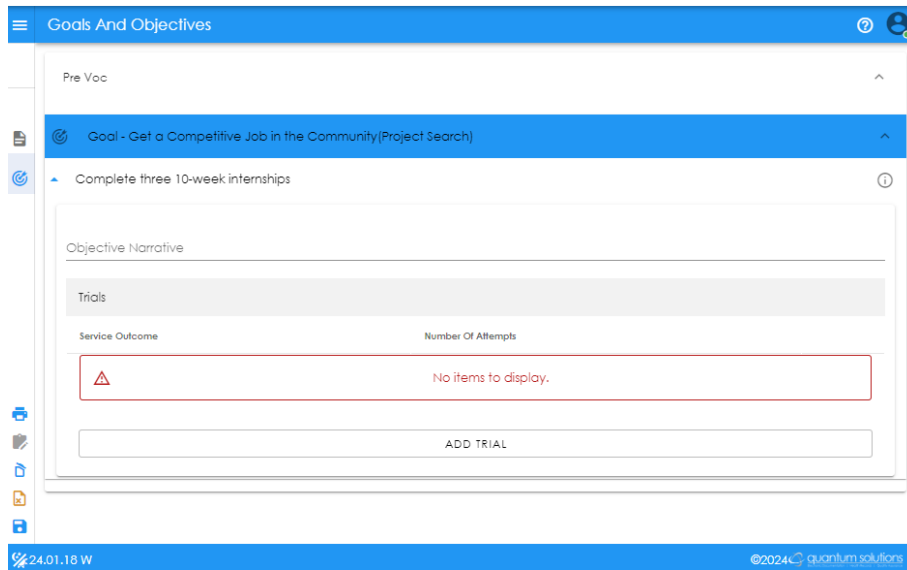 Goals And Objectives
Pre Voc
Goal - Get a Competitive Job in the Community(Project Search)
Complete three 10-week internships
Objective Narrative
Trials
Service Outcome Number Of Attempts
No items to display.
ADD TRIAL
24.01.18 W ©2024 quantum solutions